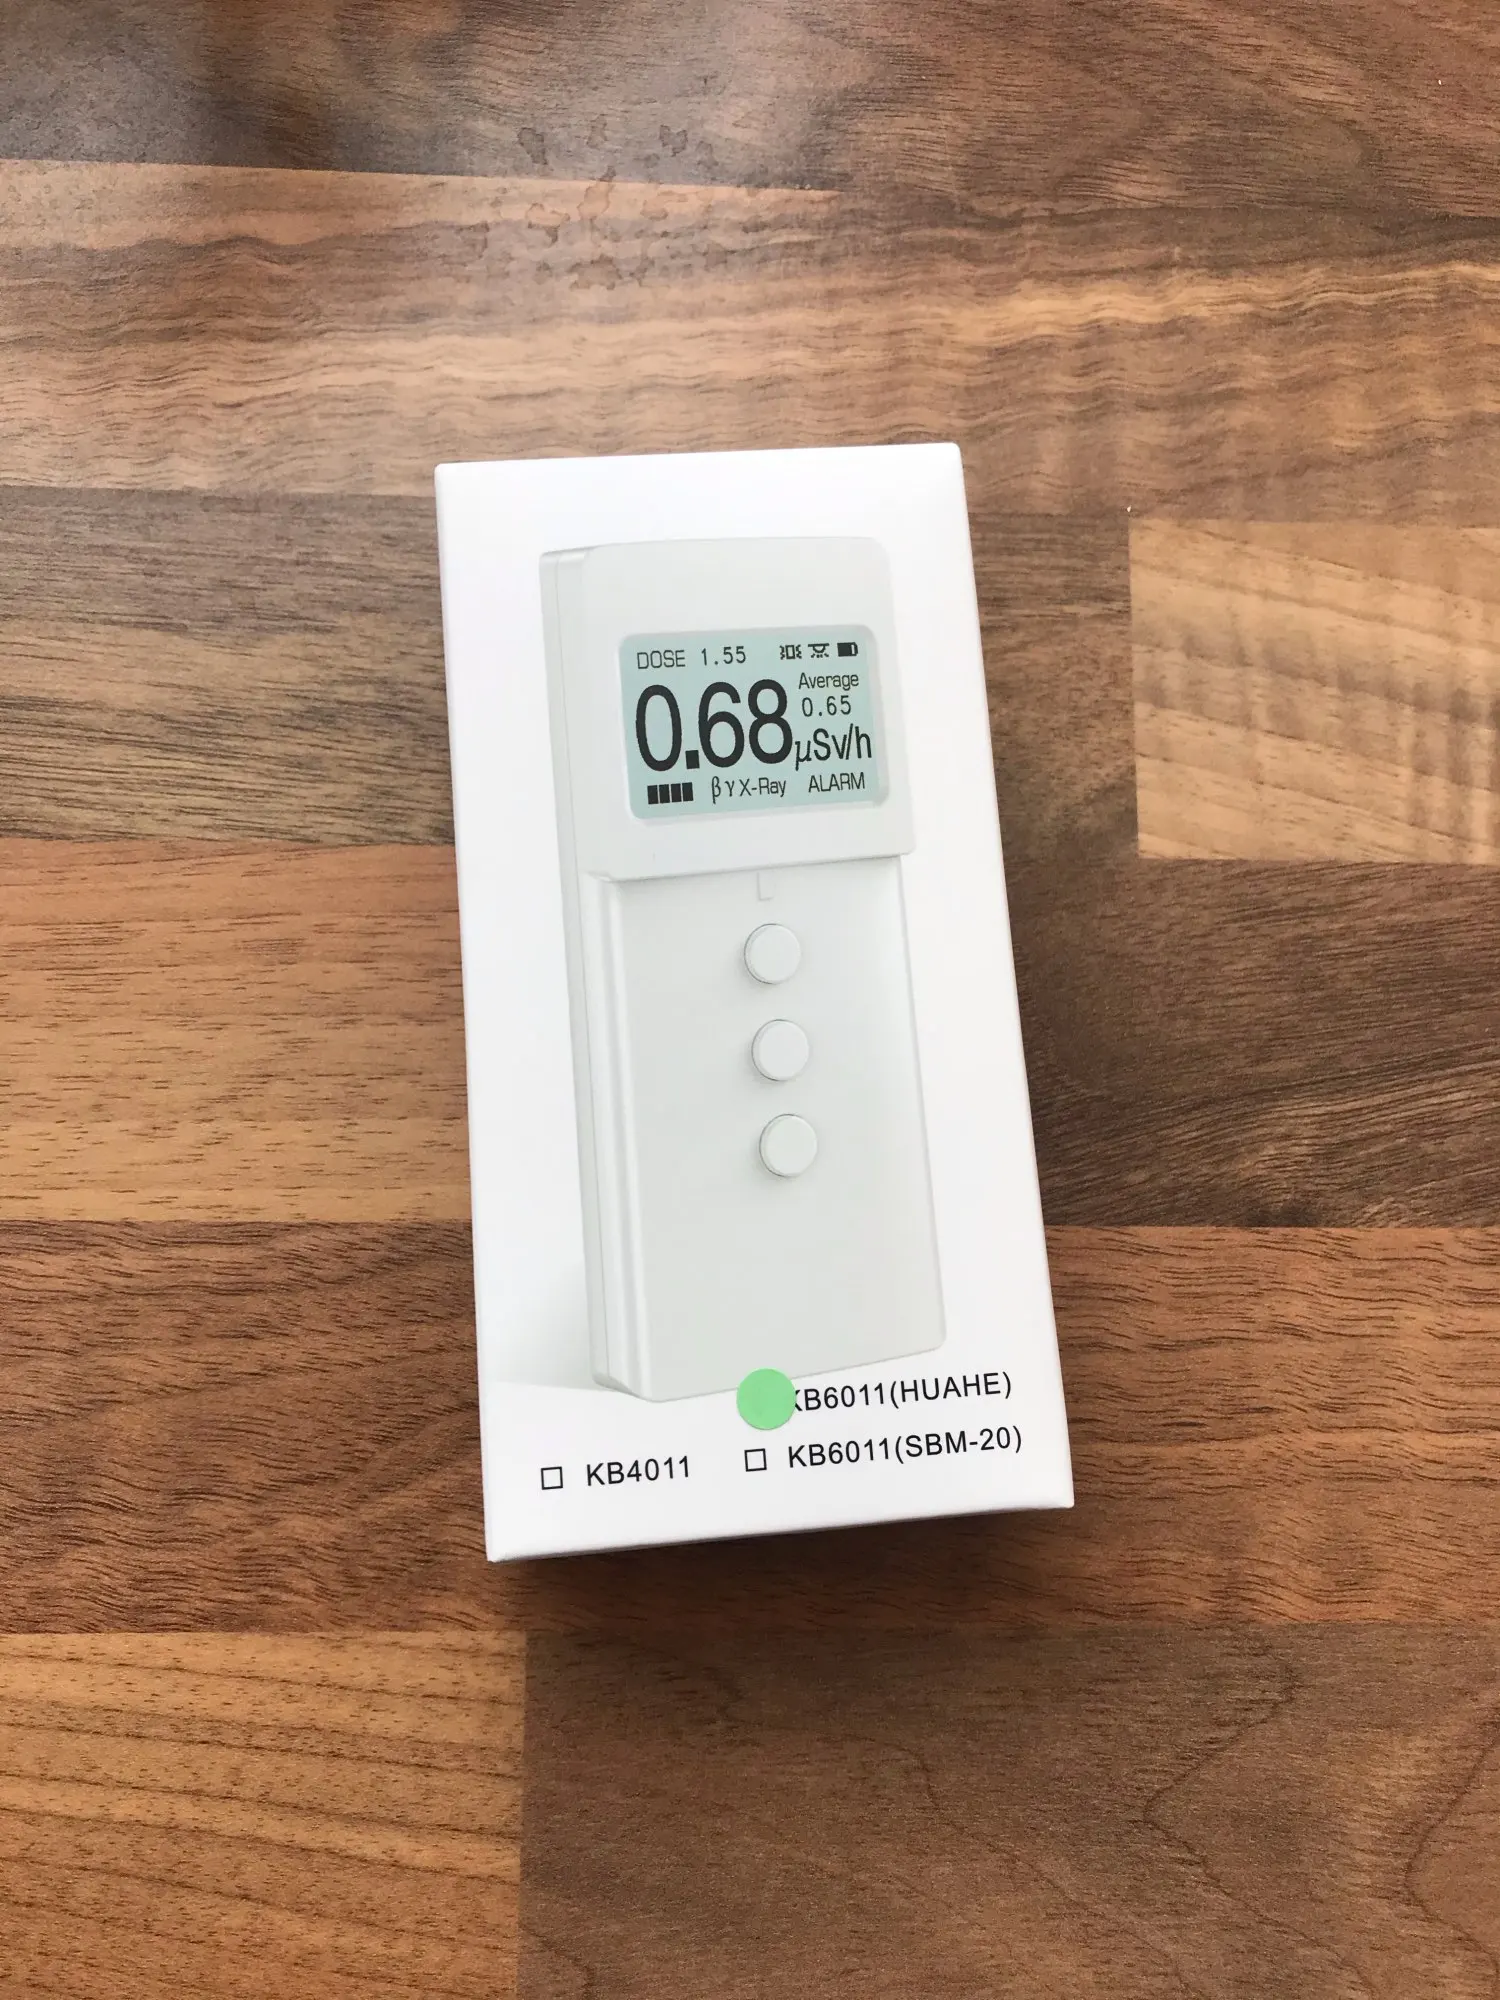 DOSE 1.55
Average
0.65
0.68 µSv/h
βγX-Ray ALARM
KB6011(HUAHE)
KB4011
KB6011(SBM-20)